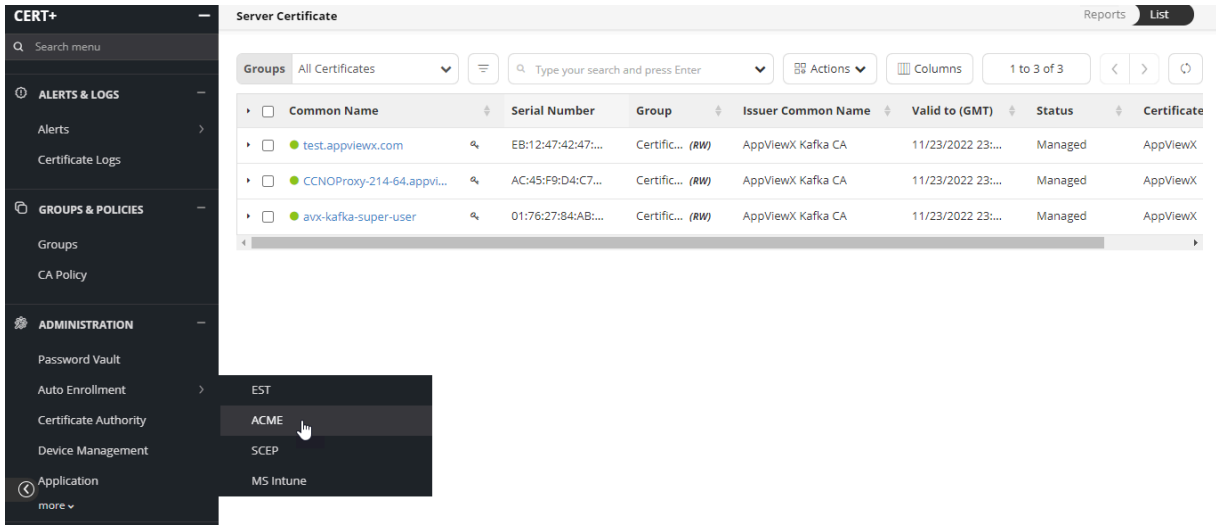 CERT+
Search menu
ALERTS & LOGS
Alerts
Certificate Logs
GROUPS & POLICIES
Groups
CA Policy
ADMINISTRATION
Password Vault
Auto Enrollment
Certificate Authority
Device Management
Application
more
EST
ACME
SCEP
MS Intune
Server Certificate
Reports List
Groups All Certificates Type your search and press Enter Actions Columns 1 to 3 of 3
Common Name Serial Number Group Issuer Common Name Valid to (GMT) Status Certificate
test.appviewx.com EB:12:47:42:47:... Certific... (RW) AppViewX Kafka CA 11/23/2022 23:... Managed AppViewX
CCNOProxy-214-64.appvi... AC:45:F9:D4:C7... Certific... (RW) AppViewX Kafka CA 11/23/2022 23:... Managed AppViewX
avx-kafka-super-user 01:76:27:84:AB:... Certific... (RW) AppViewX Kafka CA 11/23/2022 23:... Managed AppViewX